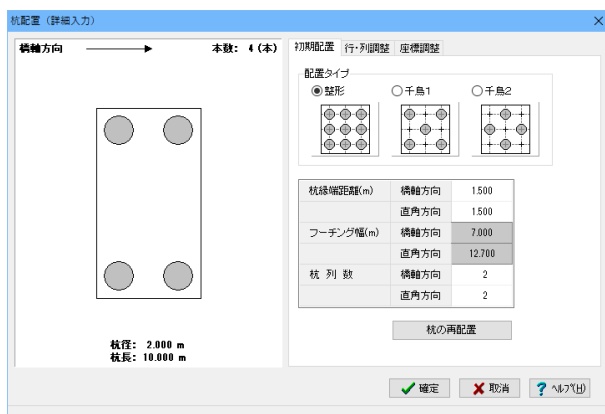 杭配置（詳細入力）
橋軸方向 本数: 4 (本)
杭径: 2.000 m
杭長: 10.000 m
初期配置 行・列調整 座標調整
配置タイプ
整形 千鳥1 千鳥2
杭縁端距離(m) 橋軸方向 1.500
直角方向 1.500
フーチング幅(m) 橋軸方向 7.000
直角方向 12.700
杭 列 数 橋軸方向 2
直角方向 2
杭の再配置
確定 取消 ヘルプ(H)